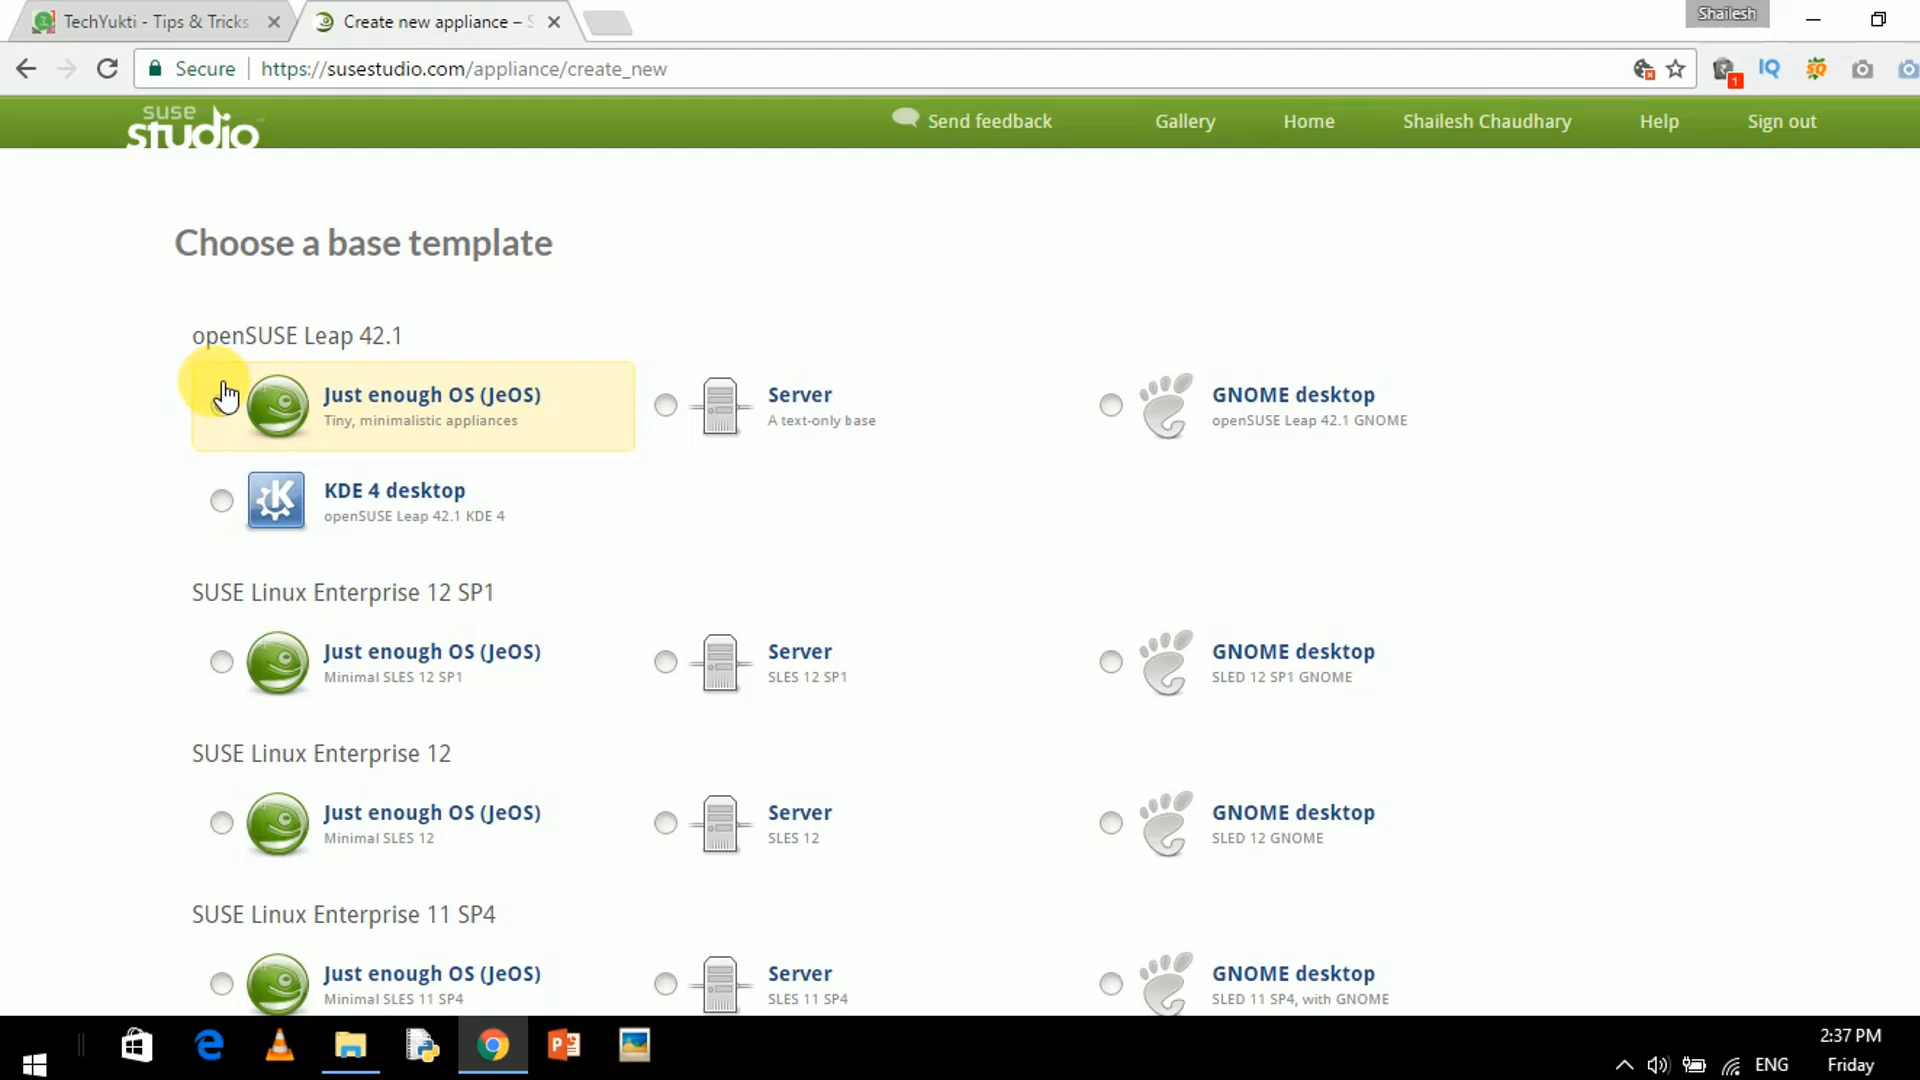 TechYukti - Tips & Tricks
Create new appliance – S
Shailesh
Secure
https://susestudio.com/appliance/create_new
1
IQ
SQ
suse
studio
Send feedback
Gallery
Home
Shailesh Chaudhary
Help
Sign out
Choose a base template
openSUSE Leap 42.1
Just enough OS (JeOS)
Tiny, minimalistic appliances
Server
A text-only base
GNOME desktop
openSUSE Leap 42.1 GNOME
KDE 4 desktop
openSUSE Leap 42.1 KDE 4
SUSE Linux Enterprise 12 SP1
Just enough OS (JeOS)
Minimal SLES 12 SP1
Server
SLES 12 SP1
GNOME desktop
SLED 12 SP1 GNOME
SUSE Linux Enterprise 12
Just enough OS (JeOS)
Minimal SLES 12
Server
SLES 12
GNOME desktop
SLED 12 GNOME
SUSE Linux Enterprise 11 SP4
Just enough OS (JeOS)
Minimal SLES 11 SP4
Server
SLES 11 SP4
GNOME desktop
SLED 11 SP4, with GNOME
2:37 PM
ENG
Friday